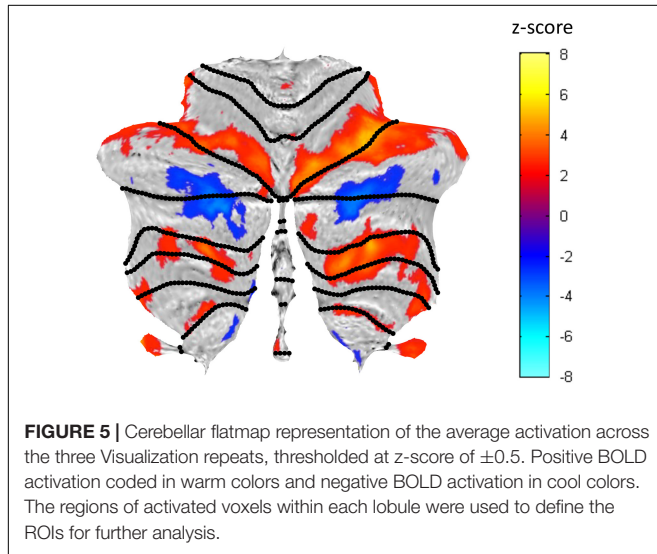 z-score
8
6
4
2
0
-2
-4
-6
-8
FIGURE 5 | Cerebellar flatmap representation of the average activation across
the three Visualization repeats, thresholded at z-score of ±0.5. Positive BOLD
activation coded in warm colors and negative BOLD activation in cool colors.
The regions of activated voxels within each lobule were used to define the
ROIs for further analysis.